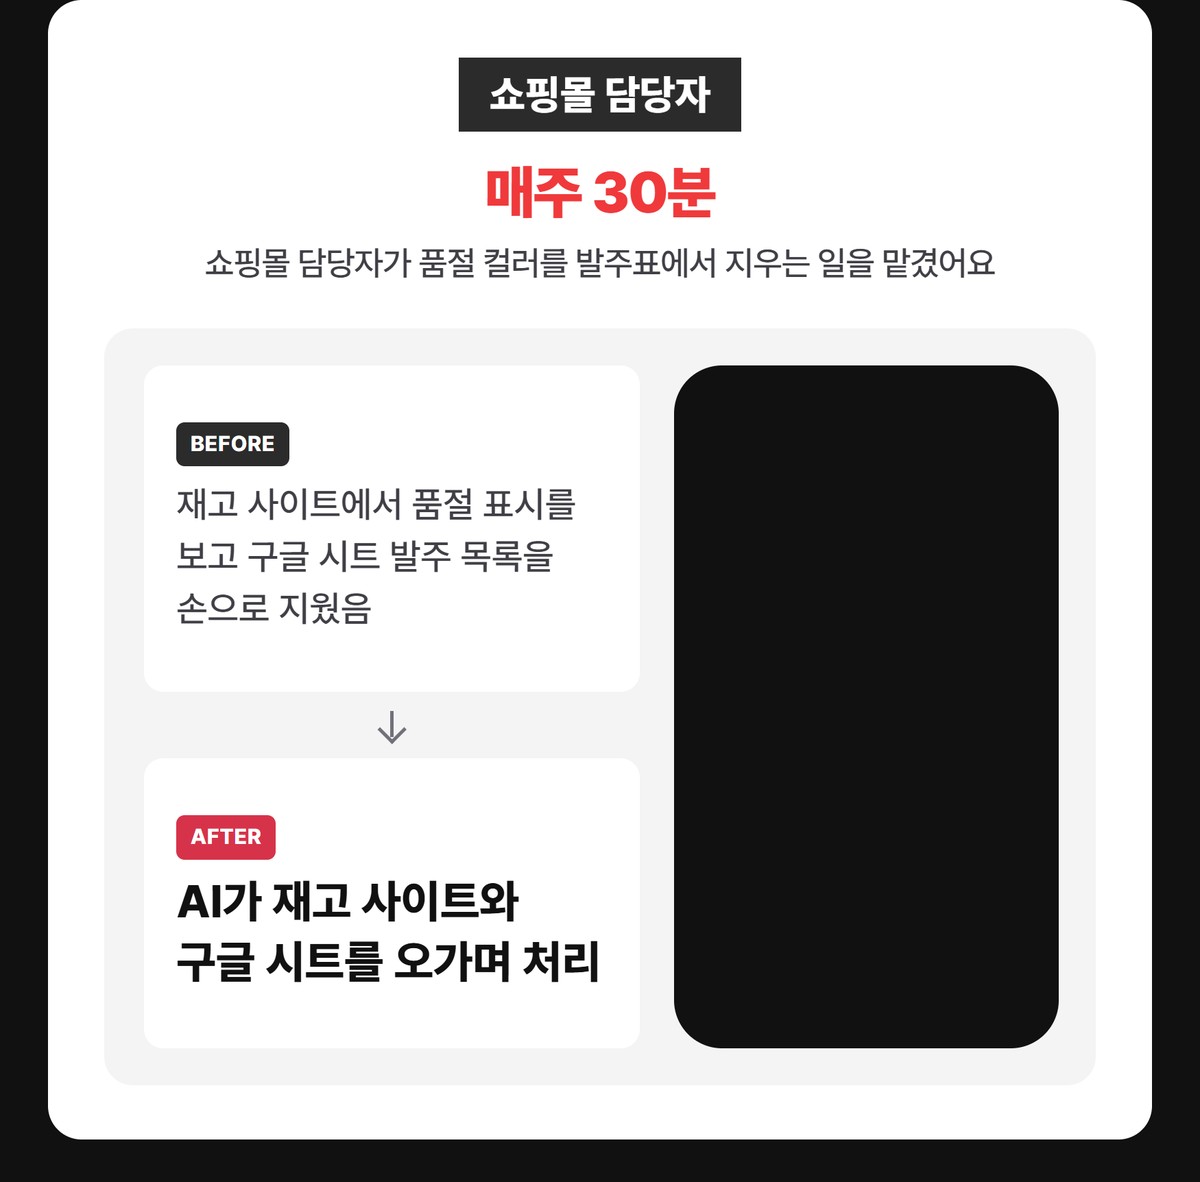 쇼핑몰 담당자
매주 30분
쇼핑몰 담당자가 품절 컬러를 발주표에서 지우는 일을 맡겼어요
BEFORE
재고 사이트에서 품절 표시를
보고 구글 시트 발주 목록을
손으로 지웠음
↓
AFTER
AI가 재고 사이트와
구글 시트를 오가며 처리